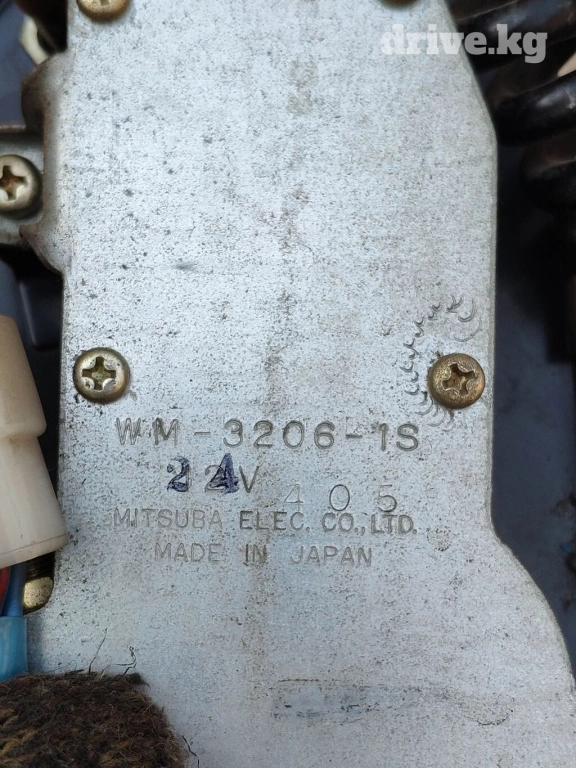 drive.kg
WM-3206-1S
24V 405
MITSUBA ELEC. CO., LTD.
MADE IN JAPAN